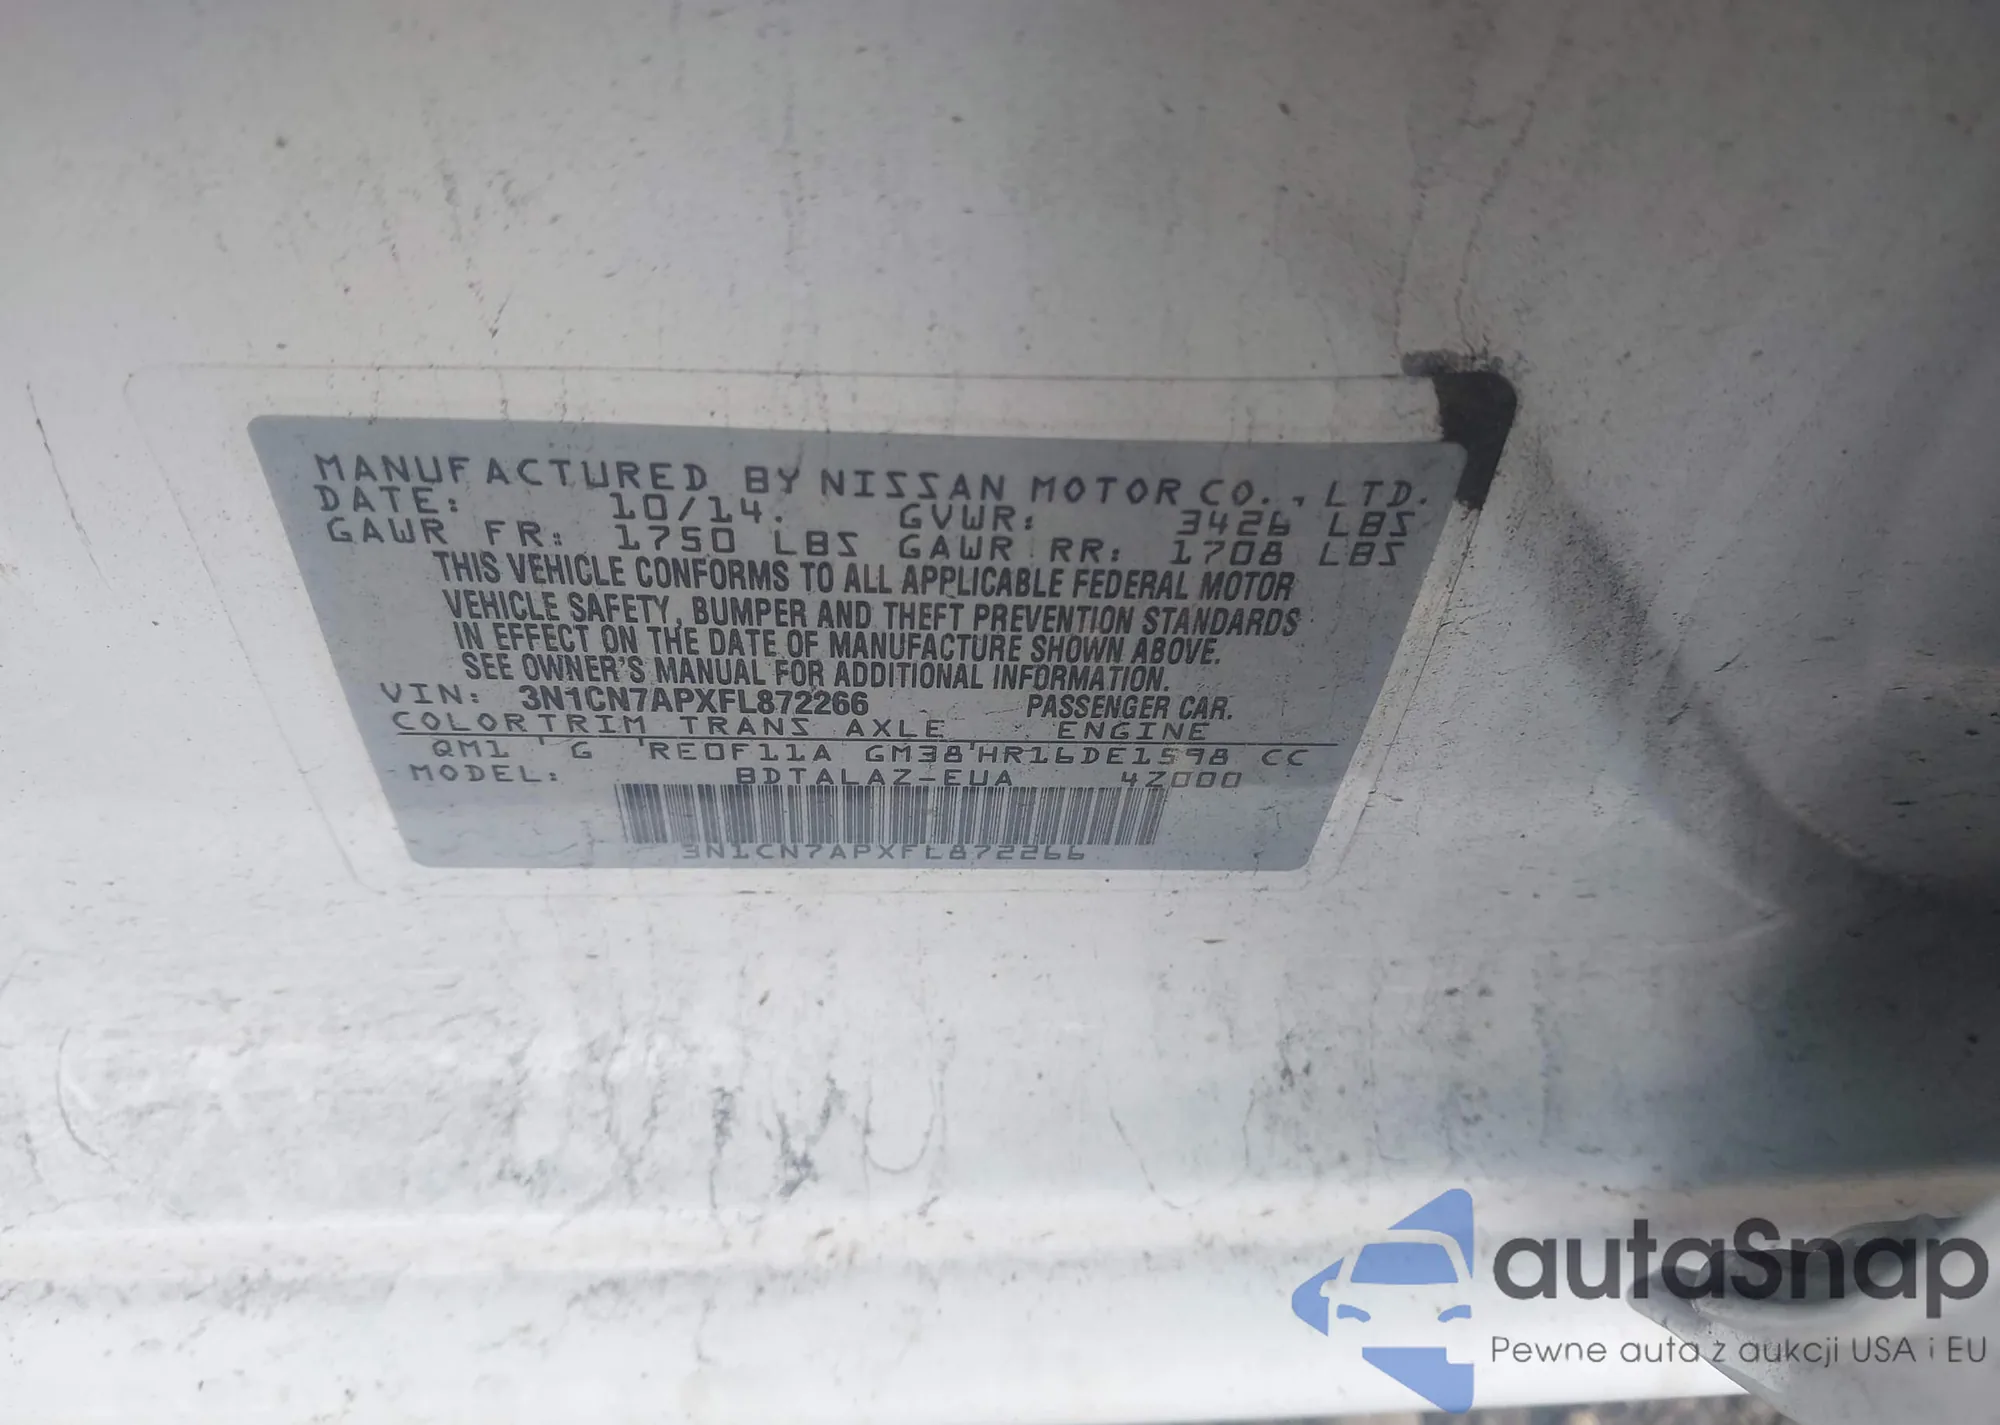 MANUFACTURED BY NISSAN MOTOR CO., LTD.
DATE: 10/14. GVWR: 3426 LBS
GAWR FR: 1750 LBS GAWR RR: 1708 LBS
THIS VEHICLE CONFORMS TO ALL APPLICABLE FEDERAL MOTOR
VEHICLE SAFETY, BUMPER AND THEFT PREVENTION STANDARDS
IN EFFECT ON THE DATE OF MANUFACTURE SHOWN ABOVE.
SEE OWNER'S MANUAL FOR ADDITIONAL INFORMATION.
VIN: 3N1CN7APXFL872266 PASSENGER CAR.
COLOR TRIM TRANS AXLE ENGINE
QM1 ' G 'RE0F11A GM38'HR16DE1598 CC
MODEL: BDTALAZ-EUA 4Z000
3N1CN7APXFL872266
autaSnap
Pewne auta z aukcji USA i EU